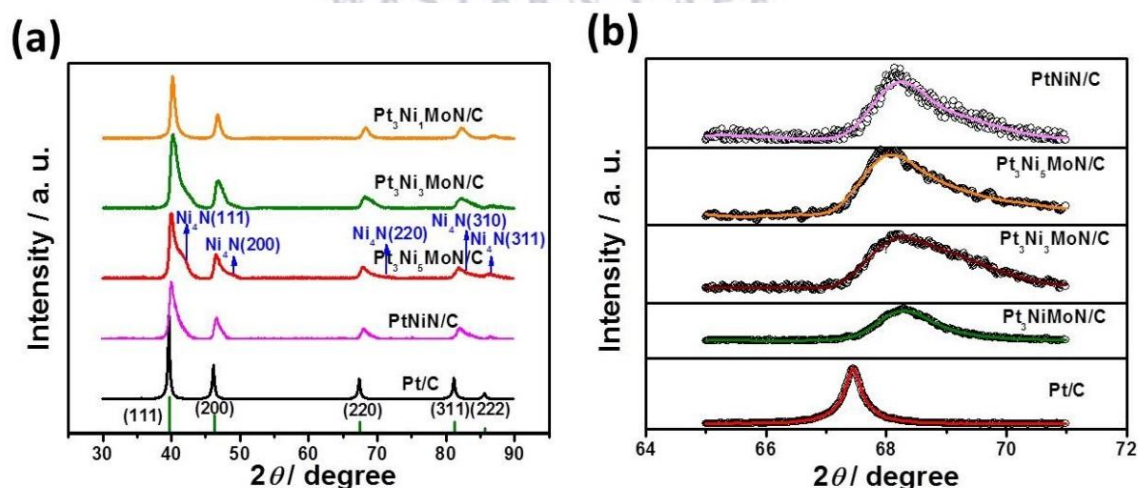 (a)
Pt3Ni1MoN/C
Pt3Ni3MoN/C
Ni4N(111)
Ni4N(200)
Ni4N(220)
Ni4N(310)
Ni4N(311)
Pt3Ni5MoN/C
PtNiN/C
Pt/C
(111)
(200)
(220)
(311)(222)
Intensity / a. u.
30 40 50 60 70 80 90
2θ/ degree
(b)
PtNiN/C
Pt3Ni5MoN/C
Pt3Ni3MoN/C
Pt3NiMoN/C
Pt/C
Intensity / a. u.
64 66 68 70 72
2θ/ degree